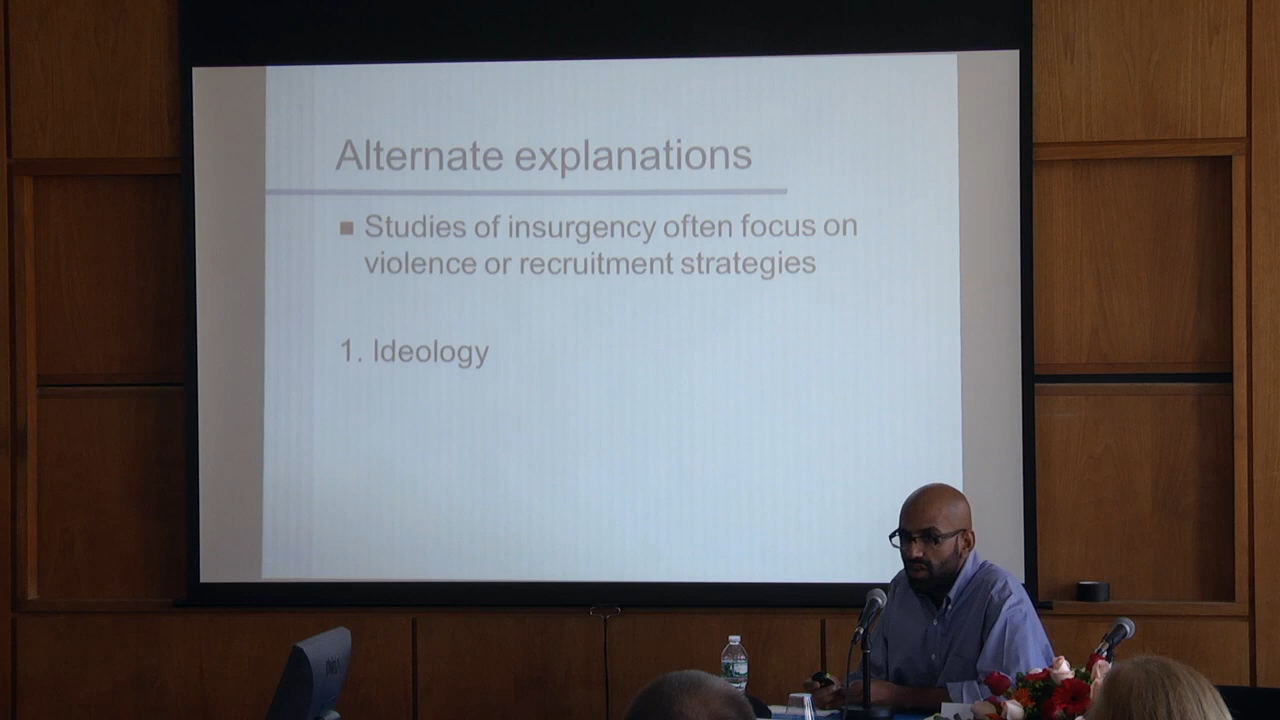 Alternate explanations
Studies of insurgency often focus on
violence or recruitment strategies
1. Ideology